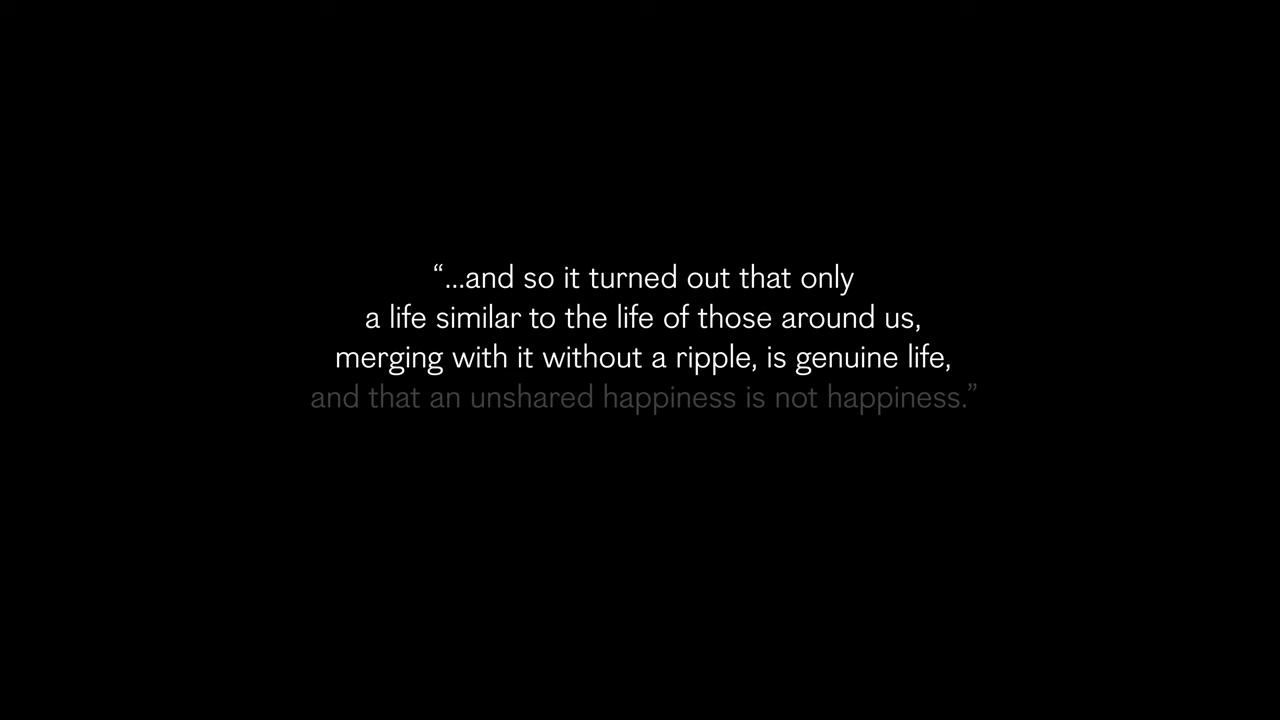 “...and so it turned out that only
a life similar to the life of those around us,
merging with it without a ripple, is genuine life,
and that an unshared happiness is not happiness.”